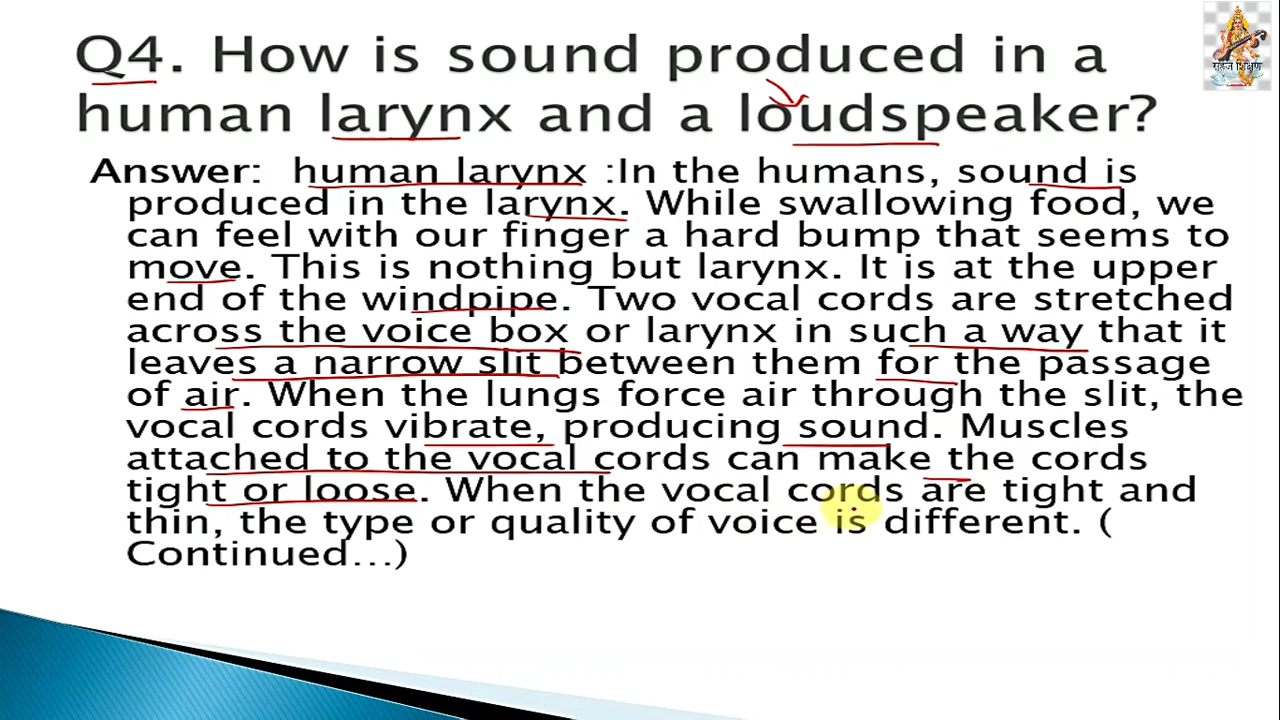 Q4. How is sound produced in a
human larynx and a loudspeaker?
सहज शिक्षण
Answer: human larynx :In the humans, sound is
produced in the larynx. While swallowing food, we
can feel with our finger a hard bump that seems to
move. This is nothing but larynx. It is at the upper
end of the windpipe. Two vocal cords are stretched
across the voice box or larynx in such a way that it
leaves a narrow slit between them for the passage
of air. When the lungs force air through the slit, the
vocal cords vibrate, producing sound. Muscles
attached to the vocal cords can make the cords
tight or loose. When the vocal cords are tight and
thin, the type or quality of voice is different. (
Continued...)